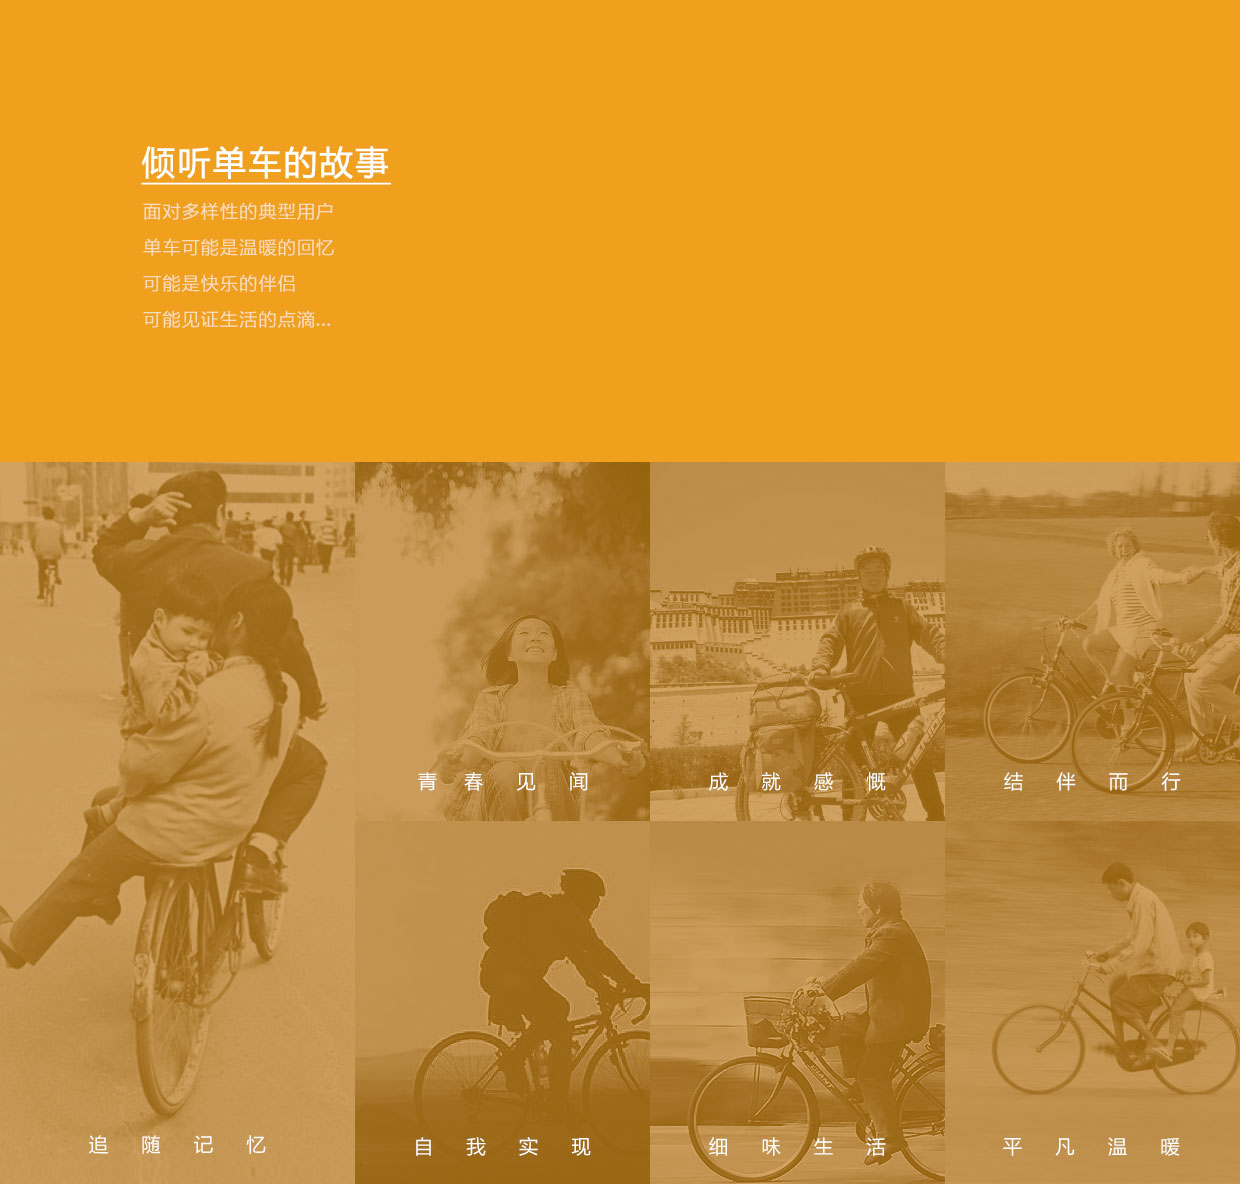 倾听单车的故事
面对多样性的典型用户
单车可能是温暖的回忆
可能是快乐的伴侣
可能见证生活的点滴...
青春见闻
成就感慨
结伴而行
GIANT
追随记忆
自我实现
细味生活
平凡温暖